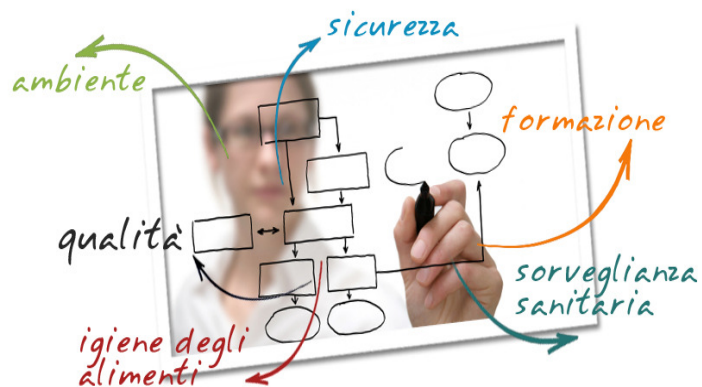 sicurezza
ambiente
formazione
qualità
sorveglianza
sanitaria
igiene degli
alimenti